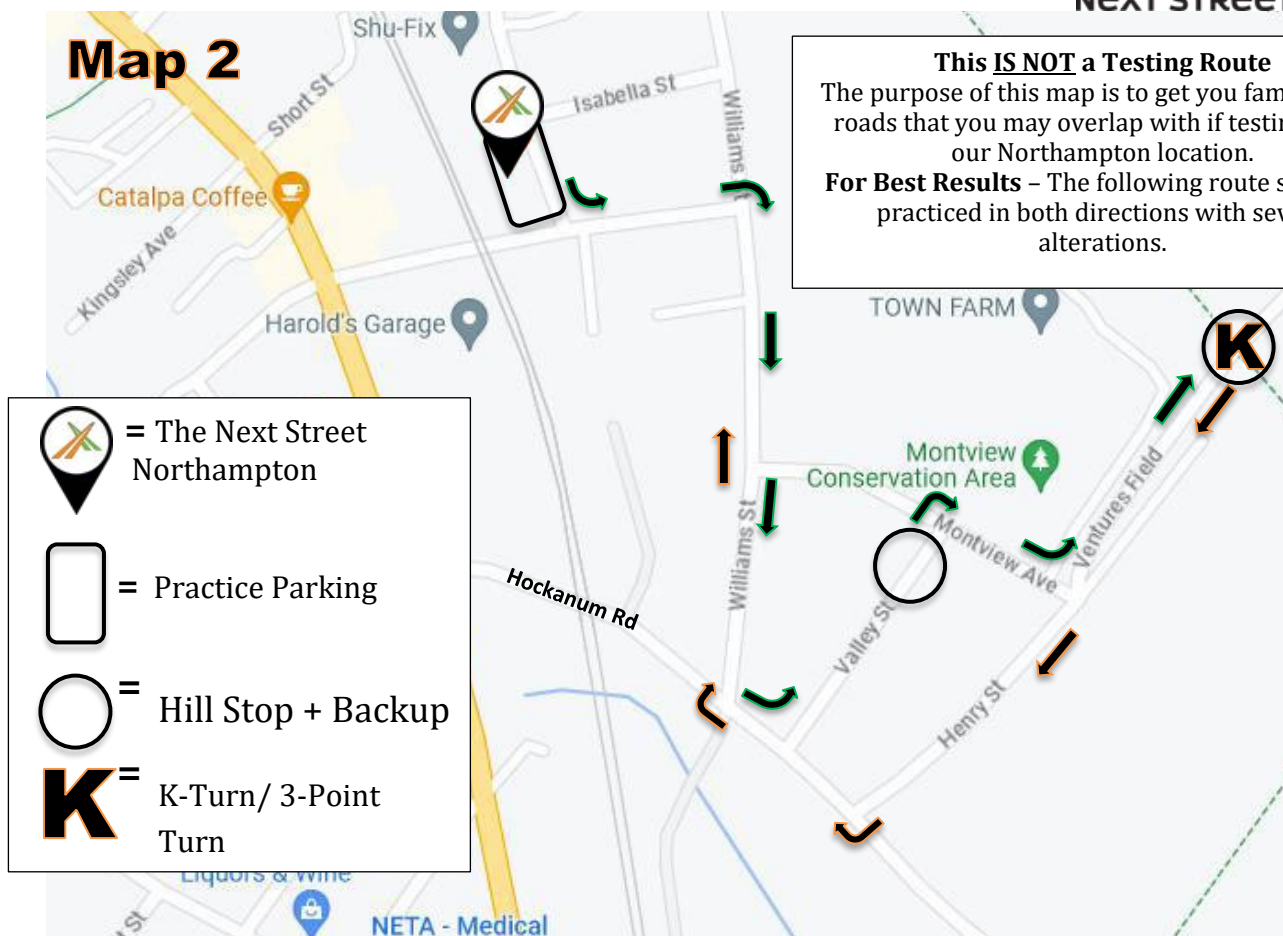 NEXT STREET
Map 2
Shu-Fix
Isabella St
Williams St
Short St
Catalpa Coffee
Kingsley Ave
Harold's Garage
This IS NOT a Testing Route
The purpose of this map is to get you fam
roads that you may overlap with if testin
our Northampton location.
For Best Results – The following route s
practiced in both directions with sev
alterations.
TOWN FARM
K
= The Next Street
Northampton
= Practice Parking
= Hill Stop + Backup
K = K-Turn/ 3-Point
Turn
Montview
Conservation Area
Ventures Field
Montview Ave
Williams St
Hockanum Rd
Valley St
Henry St
Liquors & Wine
St
NETA - Medical